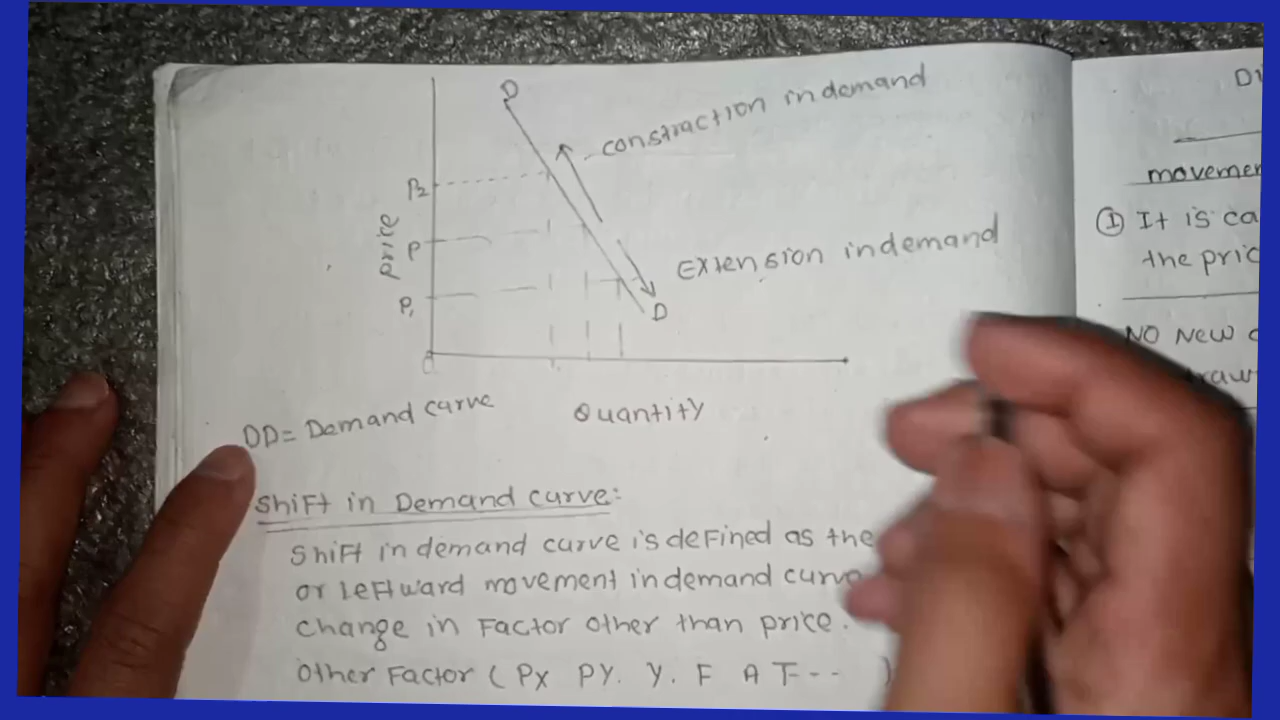 D
constraction in demand
P2
Price
P
Extension in demand
P1
D
0
DD = Demand curve
Quantity
Shift in Demand curve:
Shift in demand curve is defined as the
or leftward movement in demand curve
change in Factor other than price.
Other Factor ( Px PY. Y. F A T-- )
movemen
① It is ca
the pric
NO New